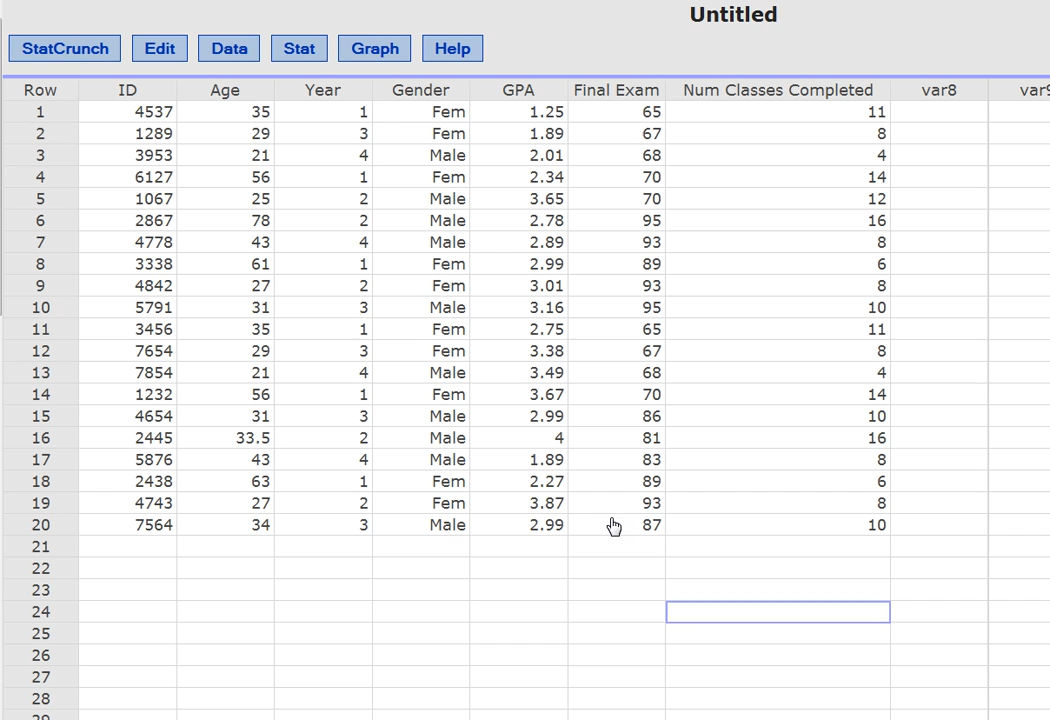 Untitled
StatCrunch Edit Data Stat Graph Help
Row ID Age Year Gender GPA Final Exam Num Classes Completed var8 var9
1 4537 35 1 Fem 1.25 65 11
2 1289 29 3 Fem 1.89 67 8
3 3953 21 4 Male 2.01 68 4
4 6127 56 1 Fem 2.34 70 14
5 1067 25 2 Male 3.65 70 12
6 2867 78 2 Male 2.78 95 16
7 4778 43 4 Male 2.89 93 8
8 3338 61 1 Fem 2.99 89 6
9 4842 27 2 Fem 3.01 93 8
10 5791 31 3 Male 3.16 95 10
11 3456 35 1 Fem 2.75 65 11
12 7654 29 3 Fem 3.38 67 8
13 7854 21 4 Male 3.49 68 4
14 1232 56 1 Fem 3.67 70 14
15 4654 31 3 Male 2.99 86 10
16 2445 33.5 2 Male 4 81 16
17 5876 43 4 Male 1.89 83 8
18 2438 63 1 Fem 2.27 89 6
19 4743 27 2 Fem 3.87 93 8
20 7564 34 3 Male 2.99 87 10
21
22
23
24
25
26
27
28
29